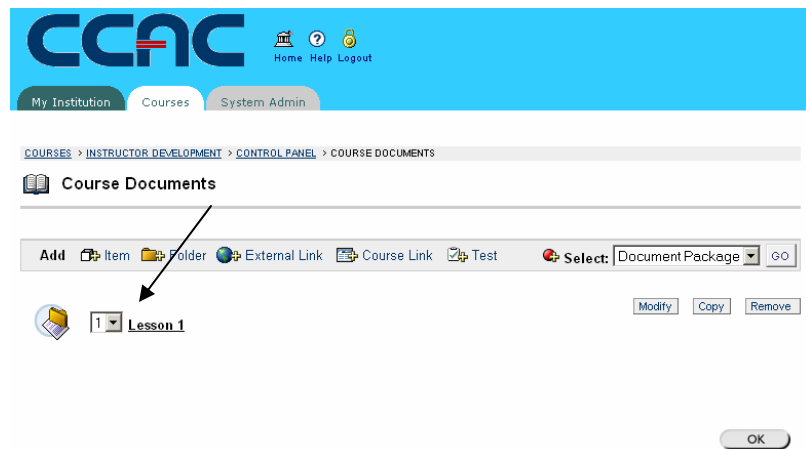 CCAC
Home Help Logout
My Institution Courses System Admin
COURSES > INSTRUCTOR DEVELOPMENT > CONTROL PANEL > COURSE DOCUMENTS
Course Documents
Add Item Folder External Link Course Link Test Select: Document Package GO
1 Lesson 1 Modify Copy Remove
OK